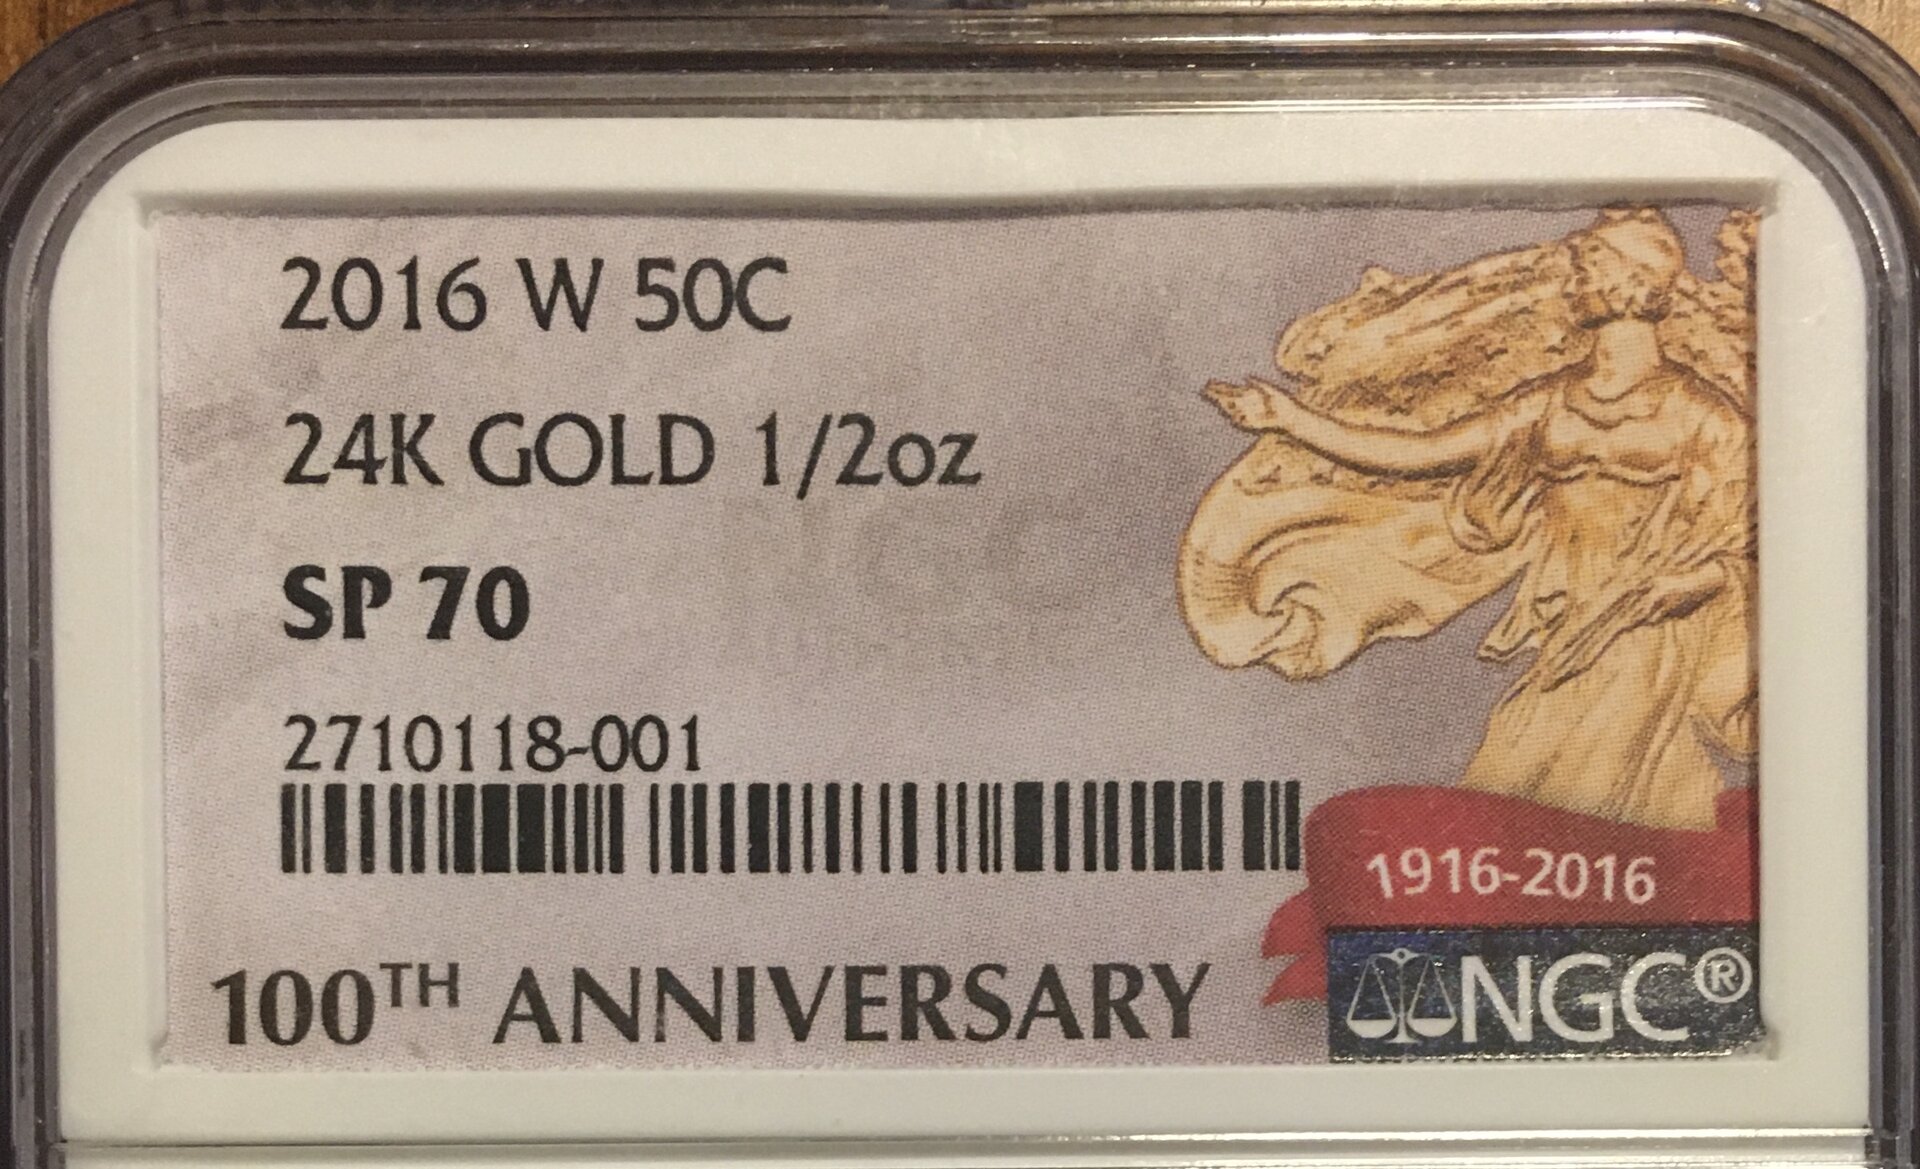 2016 W 50C
24K GOLD 1/2oz
SP 70
2710118-001
1916-2016
100TH ANNIVERSARY
NGC®